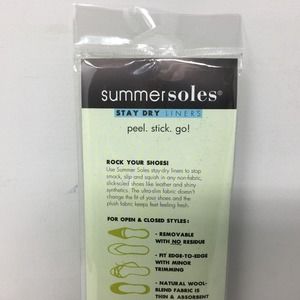 summersoles®
STAY DRY LINERS
peel. stick. go!
ROCK YOUR SHOES!
Use Summer Soles stay-dry liners to stop
smack, slip and squish in any non-fabric,
slick-soled shoes like leather and shiny
synthetics. The ultra-slim fabric doesn't
change the fit of your shoes and the
plush fabric keeps feet feeling fresh.
FOR OPEN & CLOSED STYLES:
- REMOVABLE
WITH NO RESIDUE
- FIT EDGE-TO-EDGE
WITH MINOR
TRIMMING
- NATURAL WOOL-
BLEND FABRIC IS
THIN & ABSORBENT